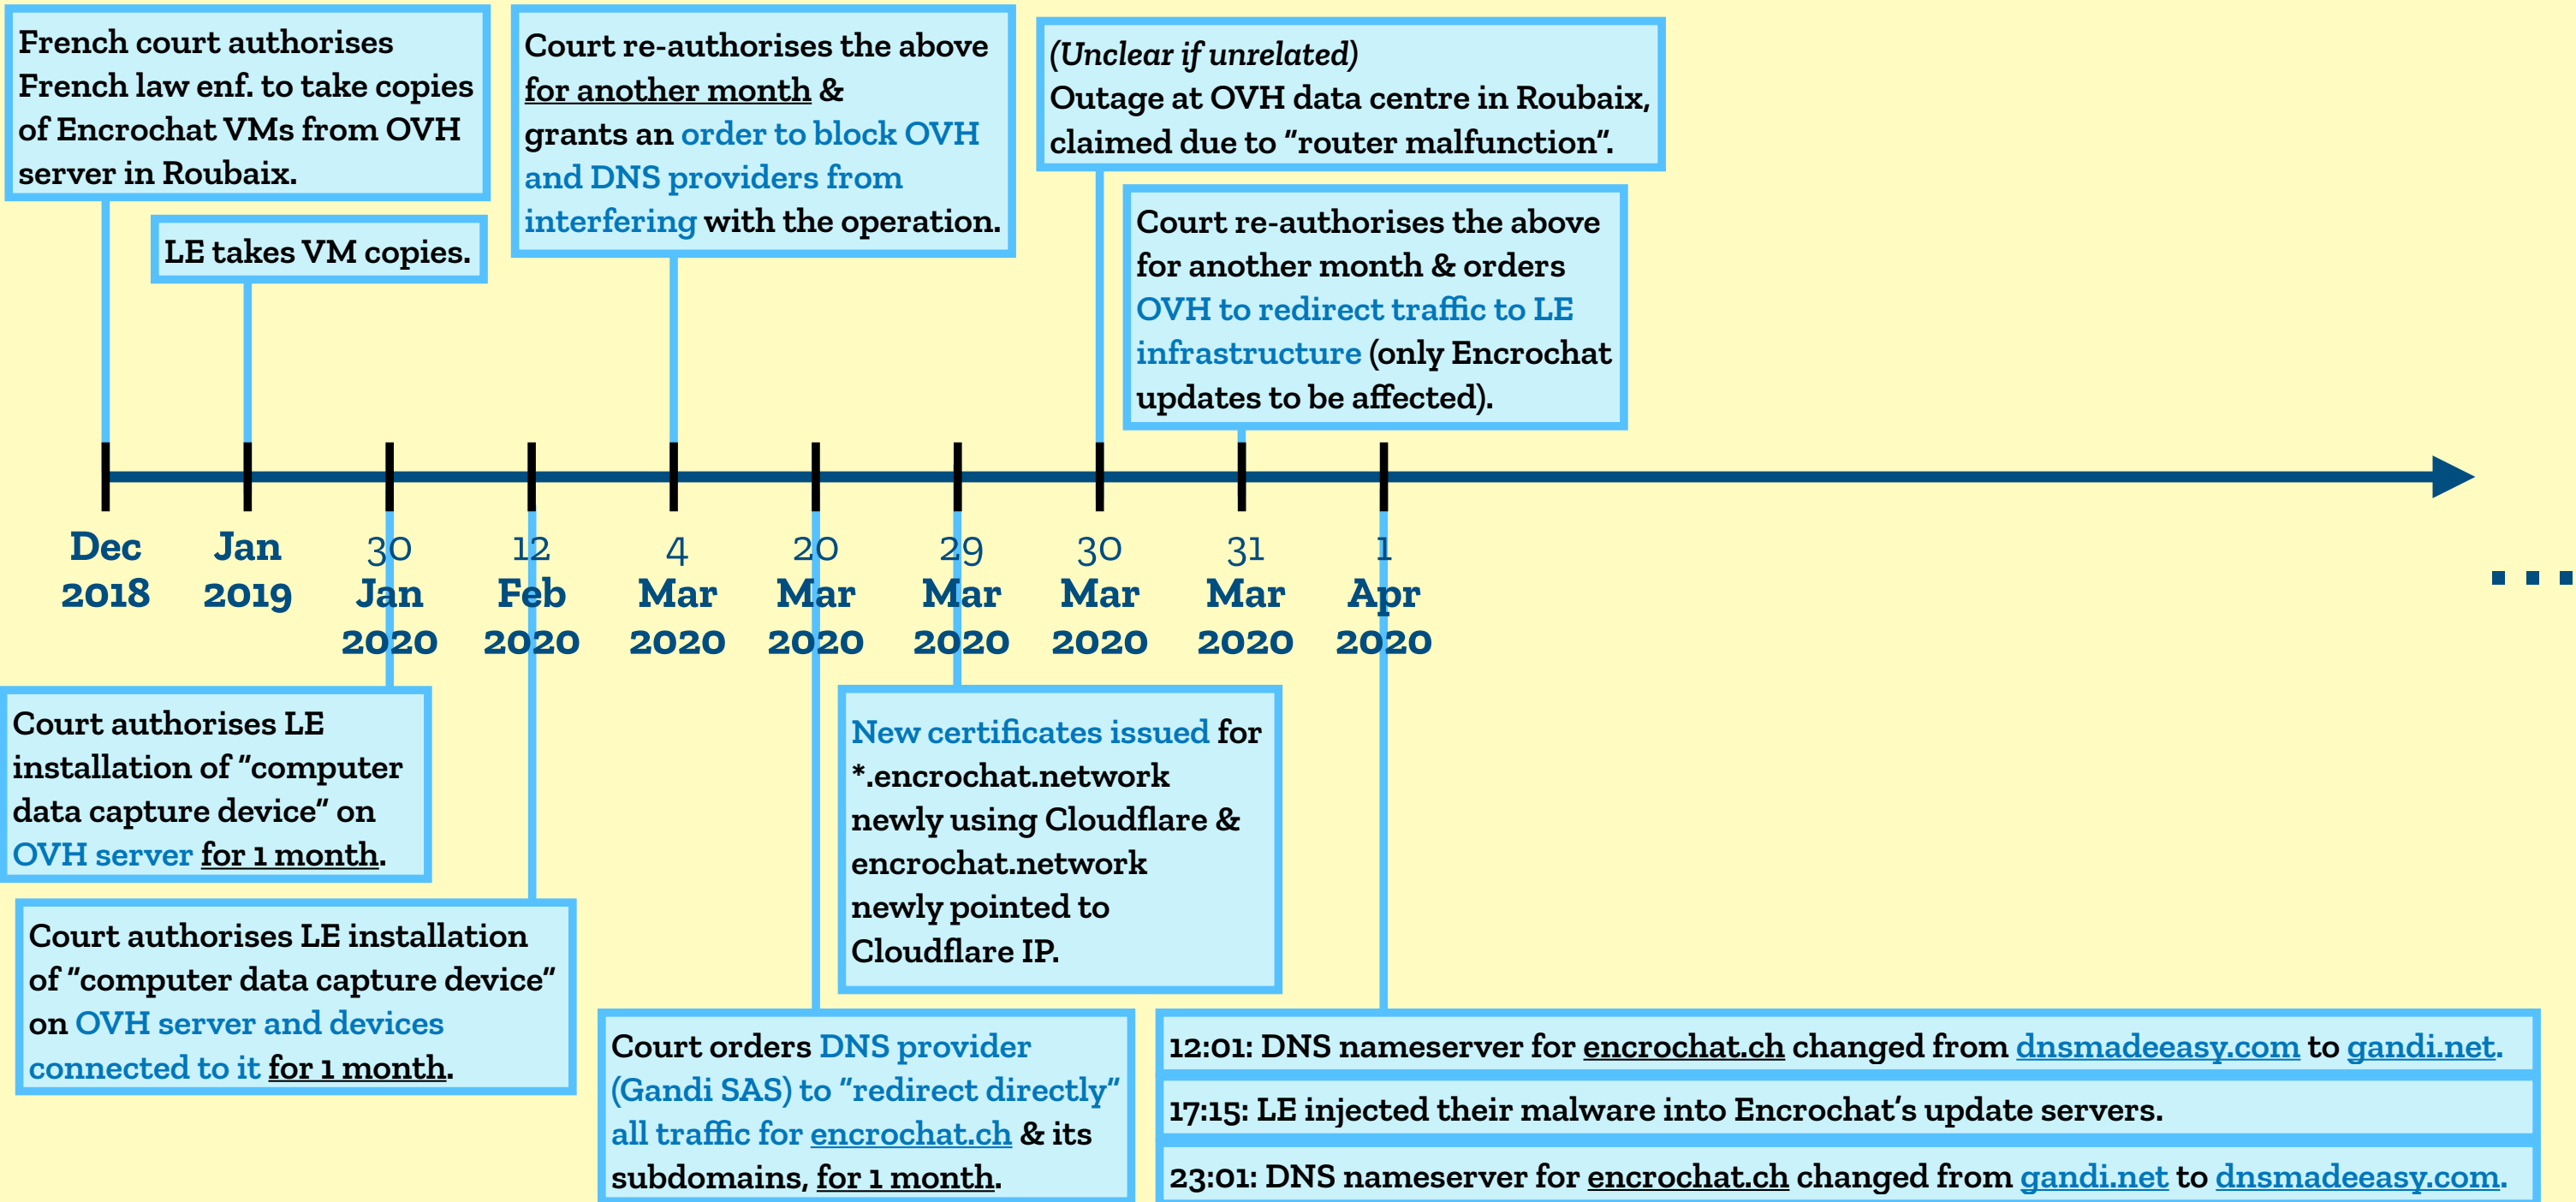 French court authorises
French law enf. to take copies
of Encrochat VMs from OVH
server in Roubaix.
LE takes VM copies.
Court re-authorises the above
for another month &
grants an order to block OVH
and DNS providers from
interfering with the operation.
(Unclear if unrelated)
Outage at OVH data centre in Roubaix,
claimed due to "router malfunction".
Court re-authorises the above
for another month & orders
OVH to redirect traffic to LE
infrastructure (only Encrochat
updates to be affected).
Dec
2018
Jan
2019
30
Jan
2020
12
Feb
2020
4
Mar
2020
20
Mar
2020
29
Mar
2020
30
Mar
2020
31
Mar
2020
1
Apr
2020
...
Court authorises LE
installation of "computer
data capture device" on
OVH server for 1 month.
Court authorises LE installation
of "computer data capture device"
on OVH server and devices
connected to it for 1 month.
Court orders DNS provider
(Gandi SAS) to "redirect directly"
all traffic for encrochat.ch & its
subdomains, for 1 month.
New certificates issued for
*.encrochat.network
newly using Cloudflare &
encrochat.network
newly pointed to
Cloudflare IP.
12:01: DNS nameserver for encrochat.ch changed from dnsmadeeasy.com to gandi.net.
17:15: LE injected their malware into Encrochat's update servers.
23:01: DNS nameserver for encrochat.ch changed from gandi.net to dnsmadeeasy.com.